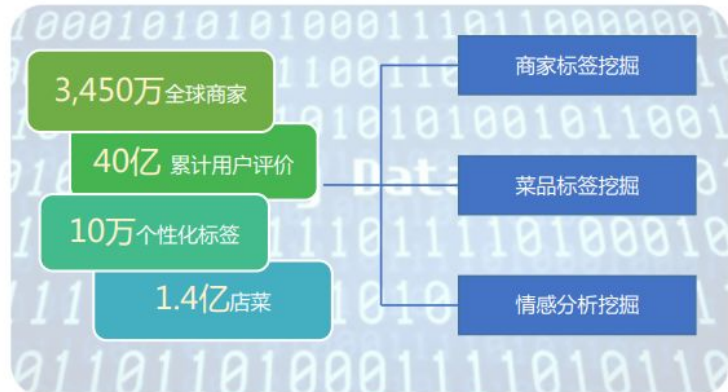 3,450万全球商家
40亿 累计用户评价
10万个性化标签
1.4亿店菜
商家标签挖掘
菜品标签挖掘
情感分析挖掘
Data